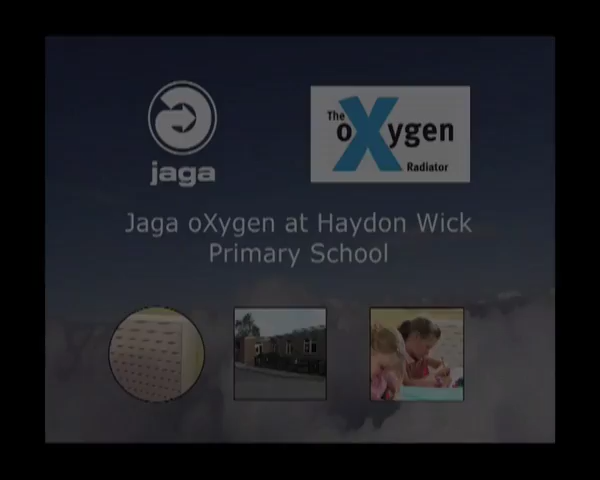 jaga
The
oXygen
Radiator
Jaga oXygen at Haydon Wick
Primary School